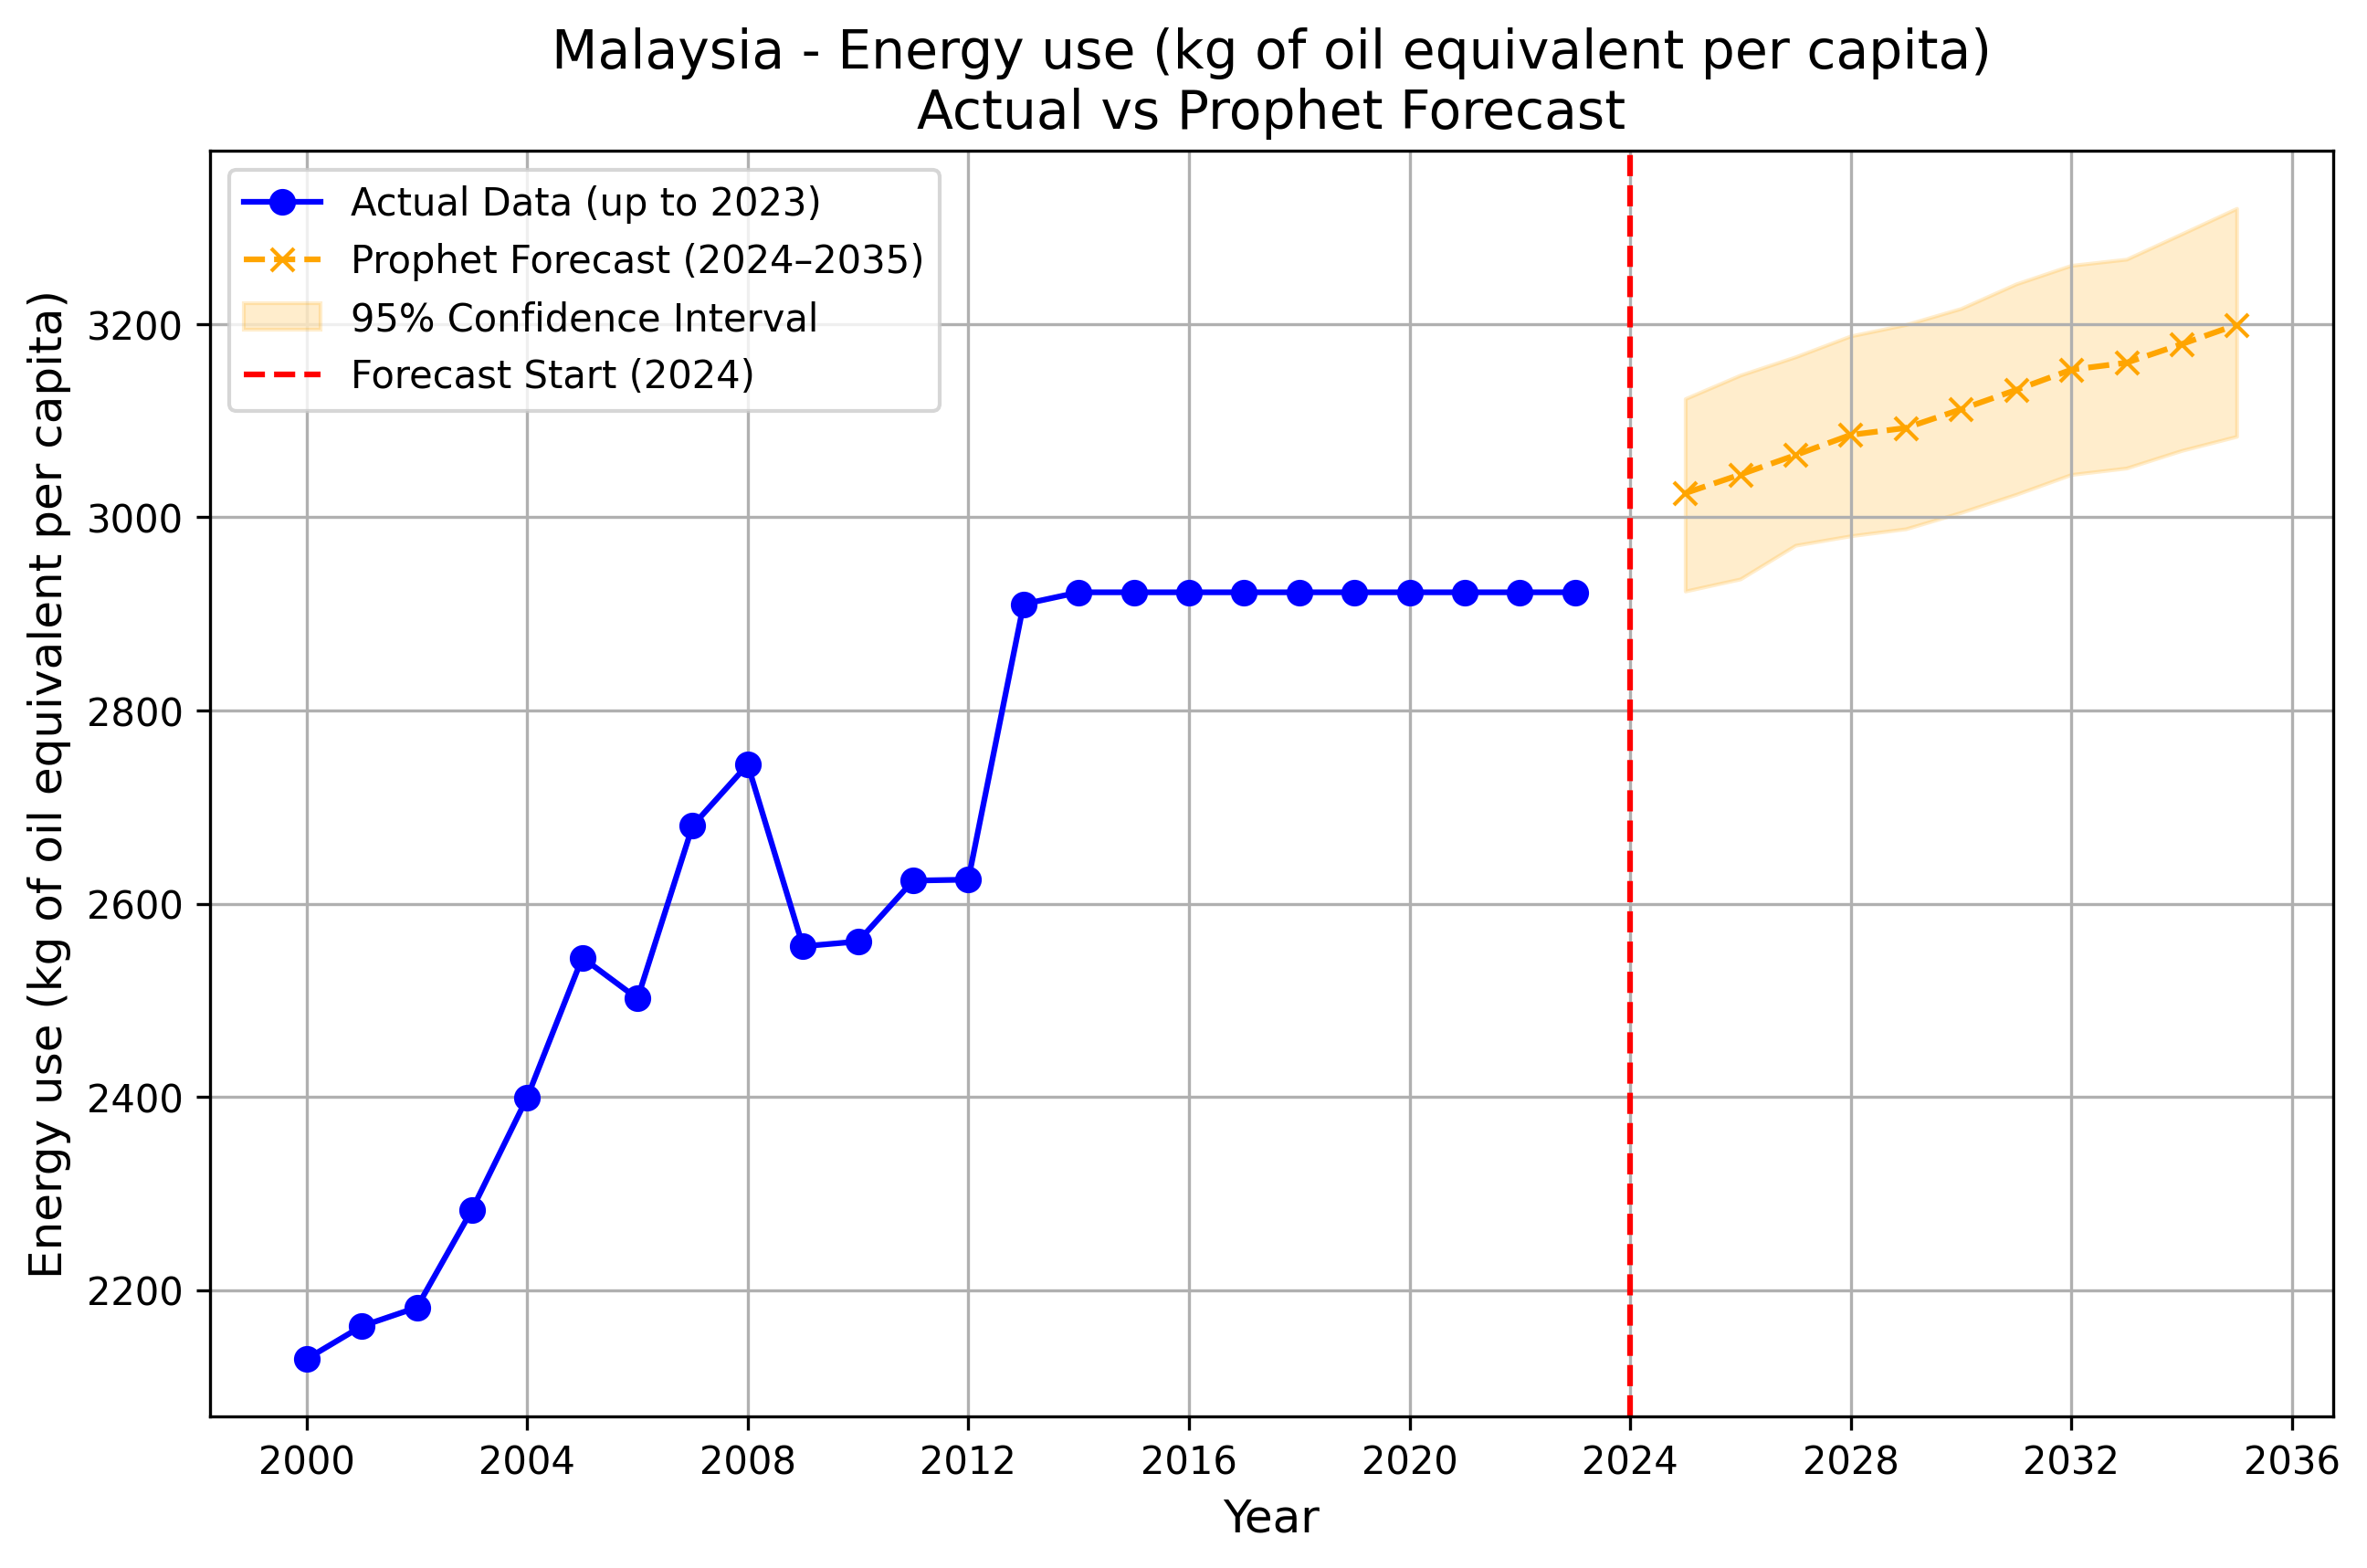 Malaysia - Energy use (kg of oil equivalent per capita)
Actual vs Prophet Forecast
Actual Data (up to 2023)
Prophet Forecast (2024–2035)
95% Confidence Interval
Forecast Start (2024)
Energy use (kg of oil equivalent per capita)
3200
3000
2800
2600
2400
2200
2000 2004 2008 2012 2016 2020 2024 2028 2032 2036
Year